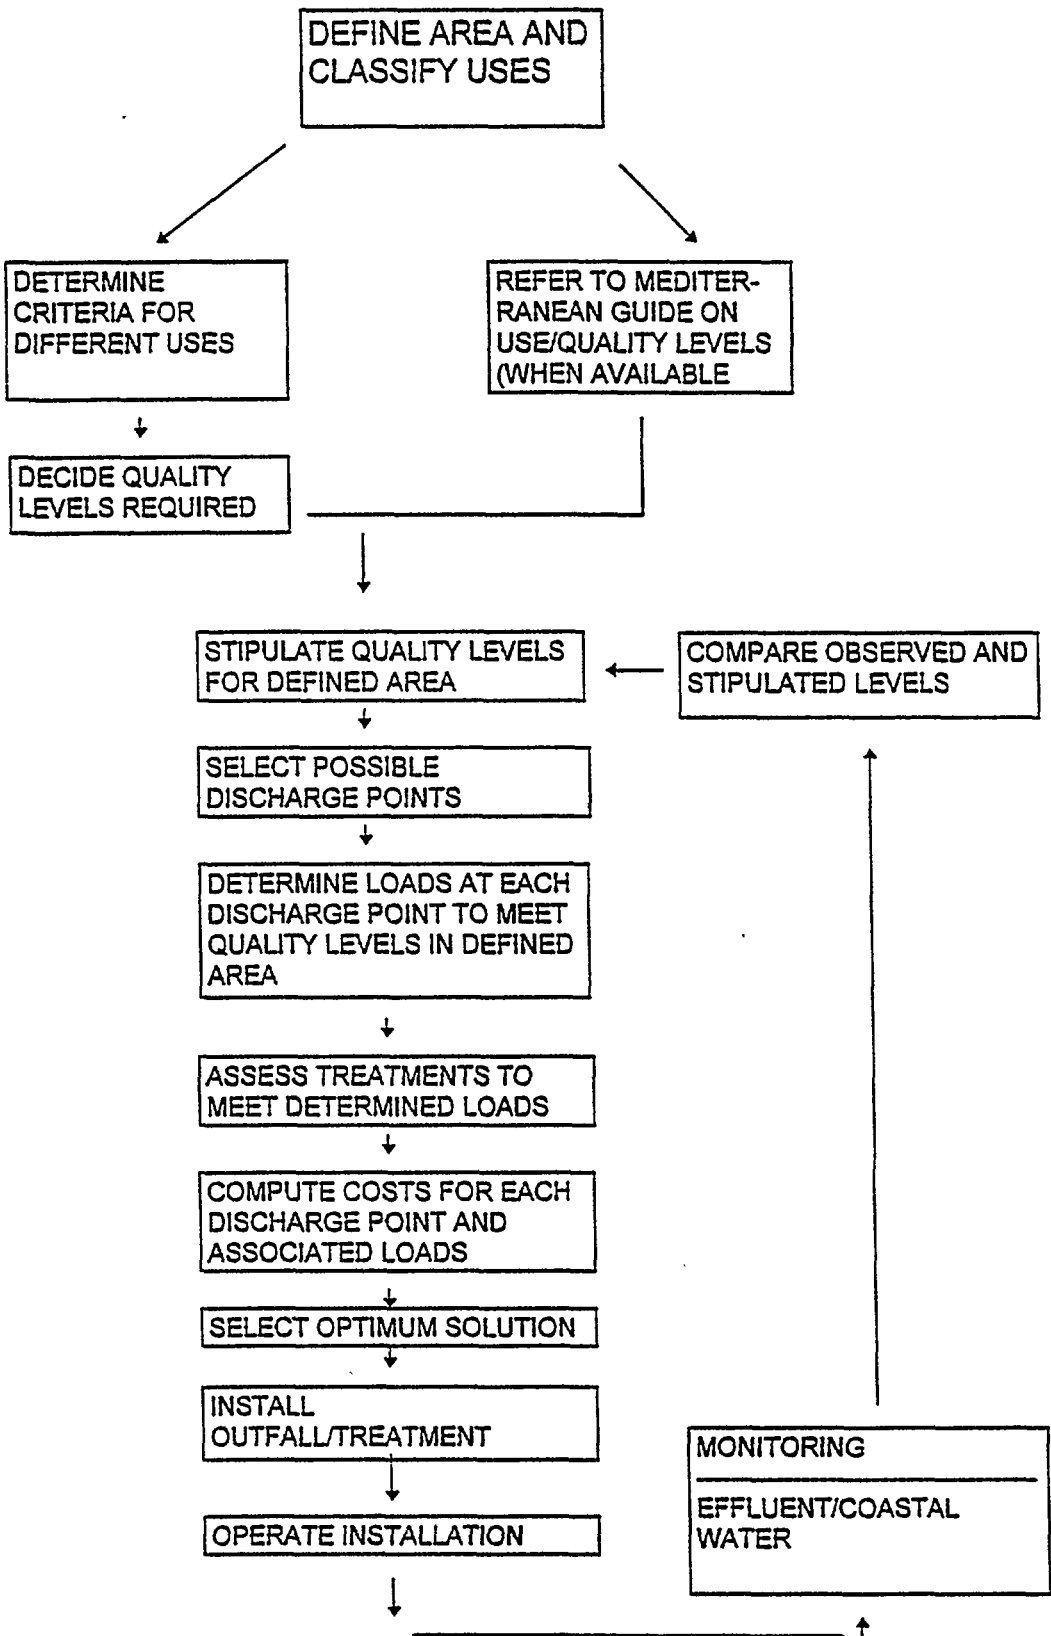 DEFINE AREA AND
CLASSIFY USES
DETERMINE
CRITERIA FOR
DIFFERENT USES
REFER TO MEDITER-
RANEAN GUIDE ON
USE/QUALITY LEVELS
(WHEN AVAILABLE
DECIDE QUALITY
LEVELS REQUIRED
STIPULATE QUALITY LEVELS
FOR DEFINED AREA
COMPARE OBSERVED AND
STIPULATED LEVELS
SELECT POSSIBLE
DISCHARGE POINTS
DETERMINE LOADS AT EACH
DISCHARGE POINT TO MEET
QUALITY LEVELS IN DEFINED
AREA
ASSESS TREATMENTS TO
MEET DETERMINED LOADS
COMPUTE COSTS FOR EACH
DISCHARGE POINT AND
ASSOCIATED LOADS
SELECT OPTIMUM SOLUTION
INSTALL
OUTFALL/TREATMENT
OPERATE INSTALLATION
MONITORING
EFFLUENT/COASTAL
WATER